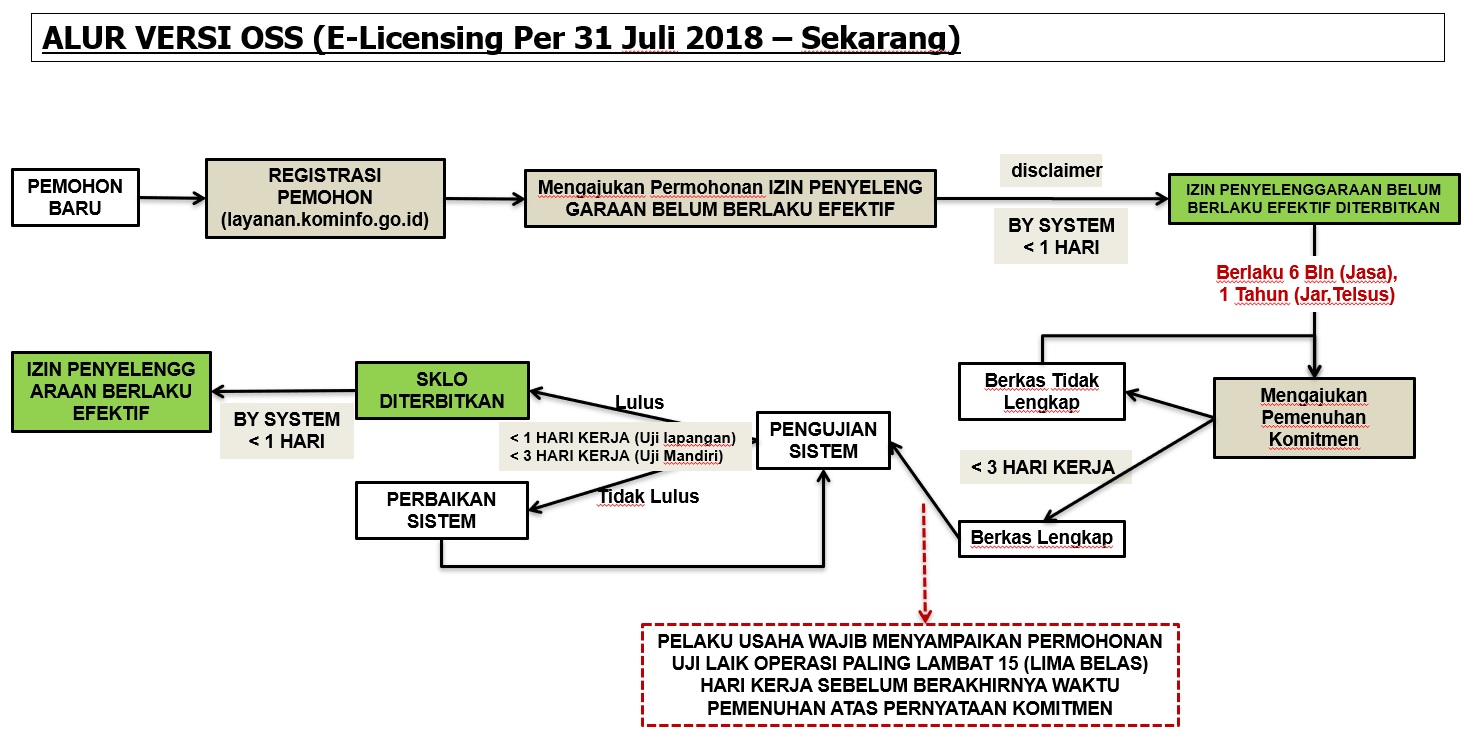 ALUR VERSI OSS (E-Licensing Per 31 Juli 2018 – Sekarang)
PEMOHON
BARU
REGISTRASI
PEMOHON
(layanan.kominfo.go.id)
Mengajukan Permohonan IZIN PENYELENG
GARAAN BELUM BERLAKU EFEKTIF
disclaimer
BY SYSTEM
< 1 HARI
IZIN PENYELENGGARAAN BELUM
BERLAKU EFEKTIF DITERBITKAN
Berlaku 6 Bln (Jasa),
1 Tahun (Jar,Telsus)
Mengajukan
Pemenuhan
Komitmen
Berkas Tidak
Lengkap
< 3 HARI KERJA
Berkas Lengkap
PENGUJIAN
SISTEM
Lulus
< 1 HARI KERJA (Uji lapangan)
< 3 HARI KERJA (Uji Mandiri)
Tidak Lulus
SKLO
DITERBITKAN
PERBAIKAN
SISTEM
BY SYSTEM
< 1 HARI
IZIN PENYELENGG
ARAAN BERLAKU
EFEKTIF
PELAKU USAHA WAJIB MENYAMPAIKAN PERMOHONAN
UJI LAIK OPERASI PALING LAMBAT 15 (LIMA BELAS)
HARI KERJA SEBELUM BERAKHIRNYA WAKTU
PEMENUHAN ATAS PERNYATAAN KOMITMEN